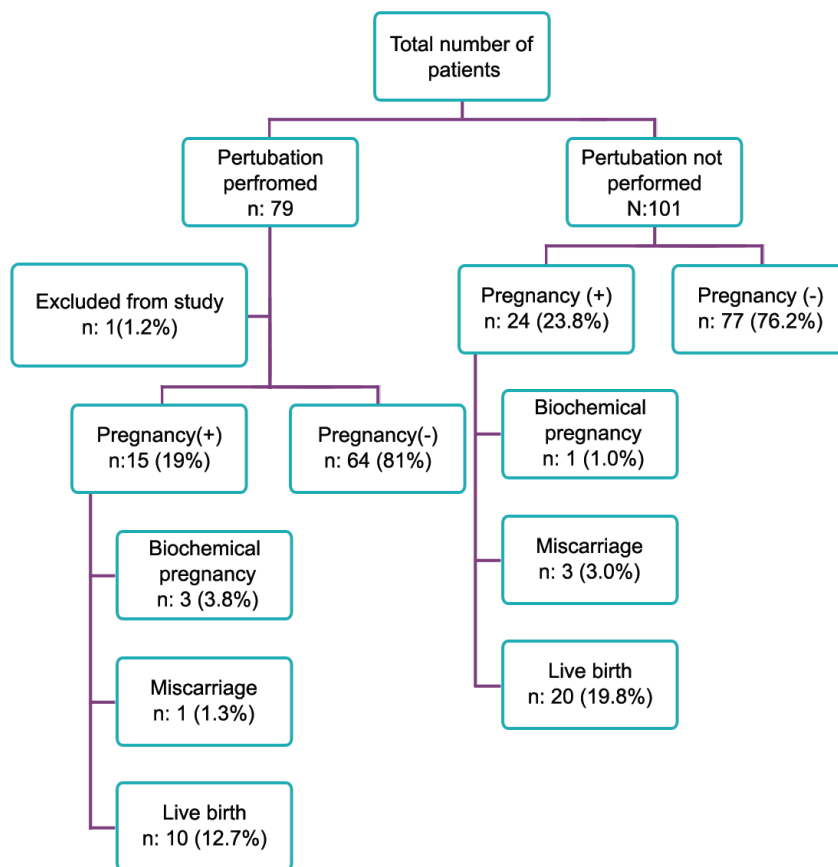 Total number of
patients
Pertubation
perfromed
n: 79
Pertubation not
performed
N:101
Excluded from study
n: 1(1.2%)
Pregnancy (+)
n: 24 (23.8%)
Pregnancy (-)
n: 77 (76.2%)
Pregnancy(+)
n:15 (19%)
Pregnancy(-)
n: 64 (81%)
Biochemical
pregnancy
n: 1 (1.0%)
Biochemical
pregnancy
n: 3 (3.8%)
Miscarriage
n: 3 (3.0%)
Miscarriage
n: 1 (1.3%)
Live birth
n: 20 (19.8%)
Live birth
n: 10 (12.7%)